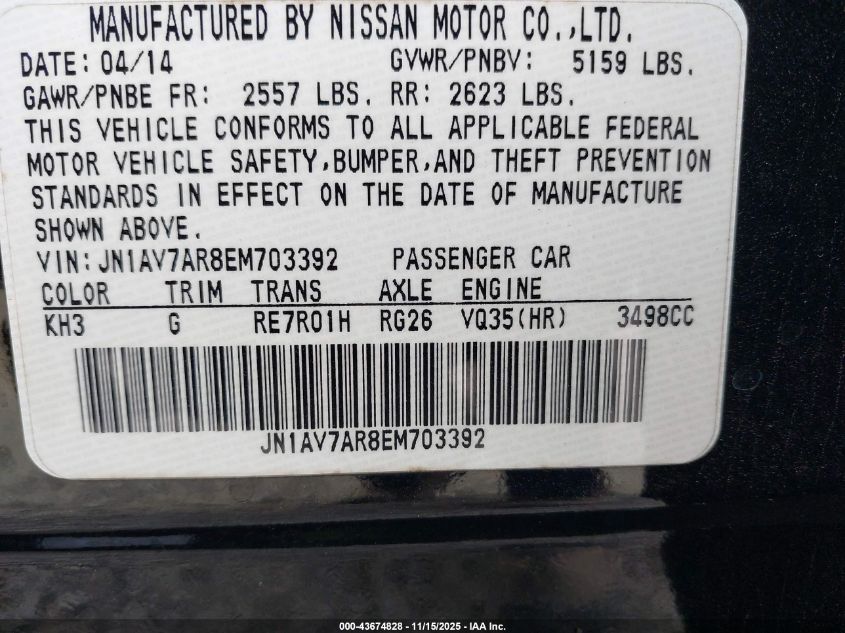 MANUFACTURED BY NISSAN MOTOR CO.,LTD.
DATE: 04/14 GVWR/PNBV: 5159 LBS.
GAWR/PNBE FR: 2557 LBS. RR: 2623 LBS.
THIS VEHICLE CONFORMS TO ALL APPLICABLE FEDERAL
MOTOR VEHICLE SAFETY,BUMPER,AND THEFT PREVENTION
STANDARDS IN EFFECT ON THE DATE OF MANUFACTURE
SHOWN ABOVE.
VIN:JN1AV7AR8EM703392 PASSENGER CAR
COLOR TRIM TRANS AXLE ENGINE
KH3 G RE7R01H RG26 VQ35(HR) 3498CC
JN1AV7AR8EM703392
000-43674828 - 11/15/2025 - IAA Inc.